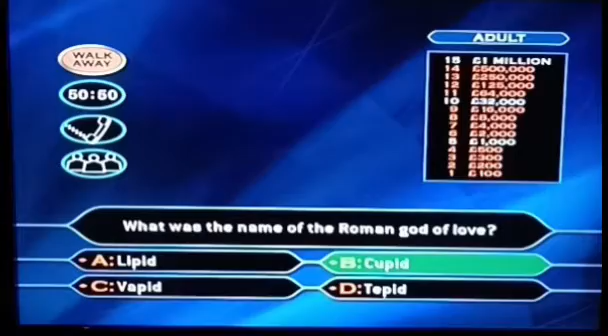 WALK AWAY
50:50
ADULT
15 £1 MILLION
14 £500,000
13 £250,000
12 £125,000
11 £64,000
10 £32,000
9 £16,000
8 £8,000
7 £4,000
6 £2,000
5 £1,000
4 £500
3 £300
2 £200
1 £100
What was the name of the Roman god of love?
A: Lipid
B: Cupid
C: Vapid
D: Tepid